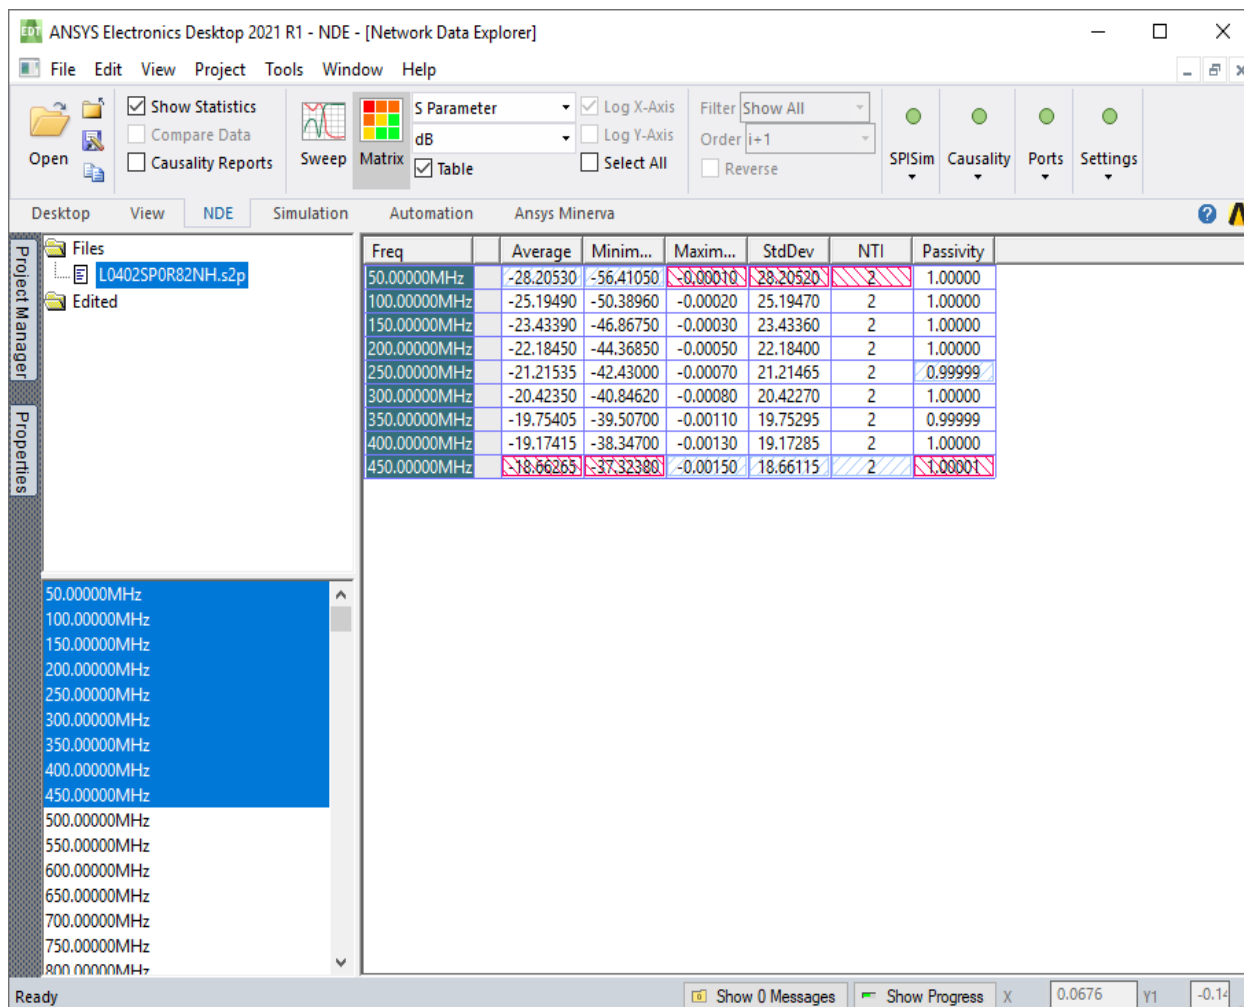 EDT ANSYS Electronics Desktop 2021 R1 - NDE - [Network Data Explorer]
File Edit View Project Tools Window Help
Open
Show Statistics
Compare Data
Causality Reports
Sweep
Matrix
S Parameter
dB
Table
Log X-Axis
Log Y-Axis
Select All
Filter Show All
Order i+1
Reverse
SPISim Causality Ports Settings
Desktop View NDE Simulation Automation Ansys Minerva
Project Manager
Properties
Files
L0402SP0R82NH.s2p
Edited
50.00000MHz
100.00000MHz
150.00000MHz
200.00000MHz
250.00000MHz
300.00000MHz
350.00000MHz
400.00000MHz
450.00000MHz
500.00000MHz
550.00000MHz
600.00000MHz
650.00000MHz
700.00000MHz
750.00000MHz
800.00000MHz
Freq Average Minim... Maxim... StdDev NTI Passivity
50.00000MHz -28.20530 -56.41050 -0.00010 28.20520 2 1.00000
100.00000MHz -25.19490 -50.38960 -0.00020 25.19470 2 1.00000
150.00000MHz -23.43390 -46.86750 -0.00030 23.43360 2 1.00000
200.00000MHz -22.18450 -44.36850 -0.00050 22.18400 2 1.00000
250.00000MHz -21.21535 -42.43000 -0.00070 21.21465 2 0.99999
300.00000MHz -20.42350 -40.84620 -0.00080 20.42270 2 1.00000
350.00000MHz -19.75405 -39.50700 -0.00110 19.75295 2 0.99999
400.00000MHz -19.17415 -38.34700 -0.00130 19.17285 2 1.00000
450.00000MHz -18.66265 -37.32380 -0.00150 18.66115 2 1.00001
Ready
Show 0 Messages Show Progress X 0.0676 Y1 -0.14